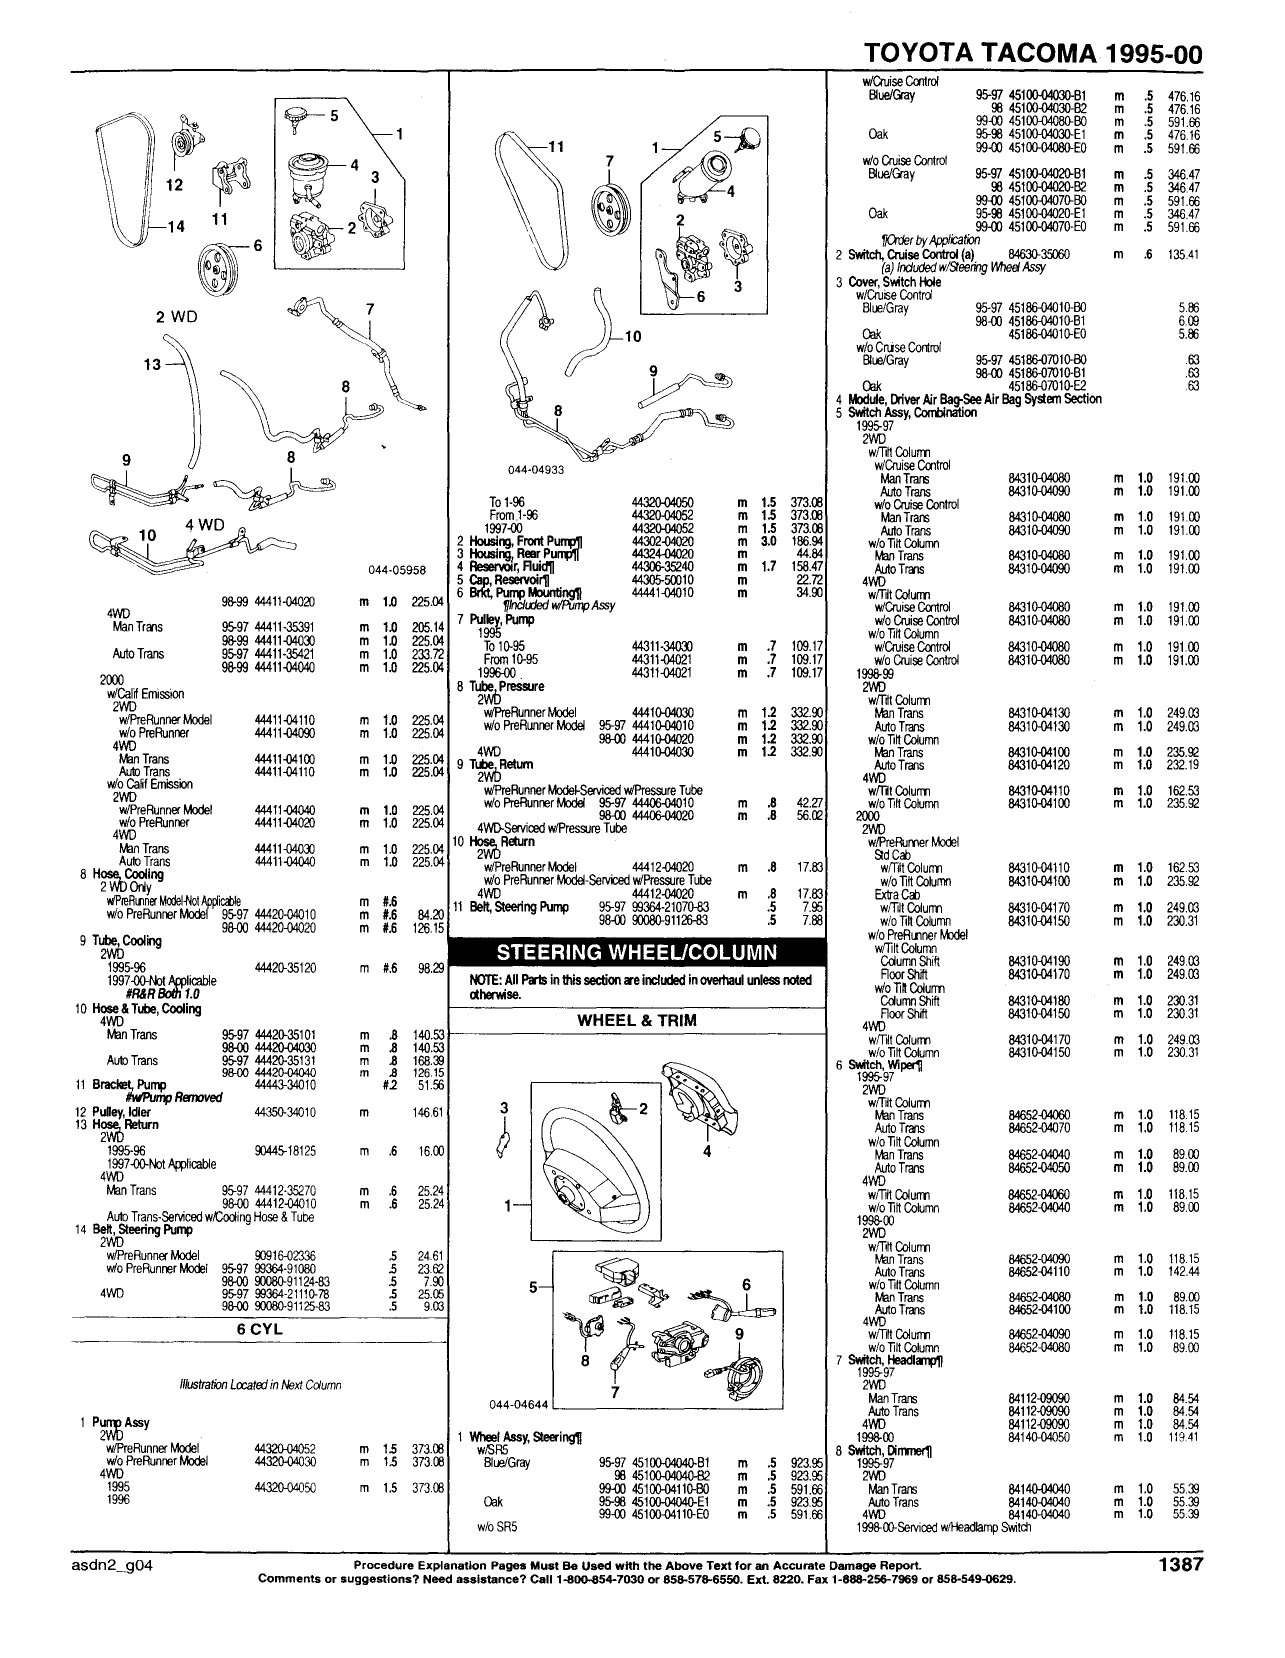 TOYOTA TACOMA 1995-00
5
1
4
3
12
11
2
14
6
2 WD
7
13
8
9
8
4 WD
10
044-05958
98-99 44411-04020 m 1.0 225.04
4WD
Man Trans 95-97 44411-35391 m 1.0 205.14
98-99 44411-04030 m 1.0 225.04
Auto Trans 95-97 44411-35421 m 1.0 233.72
98-99 44411-04040 m 1.0 225.04
2000
w/Calif Emission
2WD
w/PreRunner Model 44411-04110 m 1.0 225.04
w/o PreRunner 44411-04090 m 1.0 225.04
4WD
Man Trans 44411-04100 m 1.0 225.04
Auto Trans 44411-04110 m 1.0 225.04
w/o Calif Emission
2WD
w/PreRunner Model 44411-04040 m 1.0 225.04
w/o PreRunner 44411-04020 m 1.0 225.04
4WD
Man Trans 44411-04030 m 1.0 225.04
Auto Trans 44411-04040 m 1.0 225.04
8 Hose, Cooling
2 WD Only
w/PreRunner Model-Not Applicable m #.6
w/o PreRunner Model 95-97 44420-04010 m #.6 84.20
98-00 44420-04020 m #.6 126.15
9 Tube, Cooling
2WD
1995-96 44420-35120 m #.6 98.29
1997-00-Not Applicable
#R&R Both 1.0
10 Hose & Tube, Cooling
4WD
Man Trans 95-97 44420-35101 m .8 140.53
98-00 44420-04030 m .8 140.53
Auto Trans 95-97 44420-35131 m .8 168.39
98-00 44420-04040 m .8 126.15
11 Bracket, Pump 44443-34010 #.2 51.56
#w/Pump Removed
12 Pulley, Idler 44350-34010 m 146.61
13 Hose, Return
2WD
1995-96 90445-18125 m .6 16.00
1997-00-Not Applicable
4WD
Man Trans 95-97 44412-35270 m .6 25.24
98-00 44412-04010 m .6 25.24
Auto Trans-Serviced w/Cooling Hose & Tube
14 Belt, Steering Pump
2WD
w/PreRunner Model 90916-02336 .5 24.61
w/o PreRunner Model 95-97 99364-91080 .5 23.62
98-00 90080-91124-83 .5 7.90
4WD 95-97 99364-21110-78 .5 25.05
98-00 90080-91125-83 .5 9.03
6 CYL
Illustration Located in Next Column
1 Pump Assy
2WD
w/PreRunner Model 44320-04052 m 1.5 373.08
w/o PreRunner Model 44320-04030 m 1.5 373.08
4WD
1995 44320-04050 m 1.5 373.08
1996
11
7
1
5
4
2
3
6
10
9
8
044-04933
To 1-96 44320-04050 m 1.5 373.08
From 1-96 44320-04052 m 1.5 373.08
1997-00 44320-04052 m 1.5 373.08
2 Housing, Front Pump¶ 44302-04020 m 3.0 186.94
3 Housing, Rear Pump¶ 44324-04020 m 44.84
4 Reservoir, Fluid¶ 44306-35240 m 1.7 158.47
5 Cap, Reservoir¶ 44305-50010 m 22.72
6 Brkt, Pump Mounting¶ 44441-04010 m 34.90
¶Included w/Pump Assy
7 Pulley, Pump
1995
To 10-95 44311-34030 m .7 109.17
From 10-95 44311-04021 m .7 109.17
1996-00 44311-04021 m .7 109.17
8 Tube, Pressure
2WD
w/PreRunner Model 44410-04030 m 1.2 332.90
w/o PreRunner Model 95-97 44410-04010 m 1.2 332.90
98-00 44410-04020 m 1.2 332.90
4WD 44410-04030 m 1.2 332.90
9 Tube, Return
2WD
w/PreRunner Model-Serviced w/Pressure Tube
w/o PreRunner Model 95-97 44406-04010 m .8 42.27
98-00 44406-04020 m .8 56.02
4WD-Serviced w/Pressure Tube
10 Hose, Return
2WD
w/PreRunner Model 44412-04020 m .8 17.83
w/o PreRunner Model-Serviced w/Pressure Tube
4WD 44412-04020 m .8 17.83
11 Belt, Steering Pump 95-97 99364-21070-83 .5 7.95
98-00 90080-91126-83 .5 7.88
STEERING WHEEL/COLUMN
NOTE: All Parts in this section are included in overhaul unless noted
otherwise.
WHEEL & TRIM
3
2
4
1
5
6
9
8
7
044-04644
1 Wheel Assy, Steering¶
w/SR5
Blue/Gray 95-97 45100-04040-B1 m .5 923.95
98 45100-04040-B2 m .5 923.95
99-00 45100-04110-B0 m .5 591.66
Oak 95-98 45100-04040-E1 m .5 923.95
99-00 45100-04110-E0 m .5 591.66
w/o SR5
w/Cruise Control
Blue/Gray 95-97 45100-04030-B1 m .5 476.16
98 45100-04030-B2 m .5 476.16
99-00 45100-04080-B0 m .5 591.66
Oak 95-98 45100-04030-E1 m .5 476.16
99-00 45100-04080-E0 m .5 591.66
w/o Cruise Control
Blue/Gray 95-97 45100-04020-B1 m .5 346.47
98 45100-04020-B2 m .5 346.47
99-00 45100-04070-B0 m .5 591.66
Oak 95-98 45100-04020-E1 m .5 346.47
99-00 45100-04070-E0 m .5 591.66
¶Order by Application
2 Switch, Cruise Control (a) 84630-35060 m .6 135.41
(a) Included w/Steering Wheel Assy
3 Cover, Switch Hole
w/Cruise Control
Blue/Gray 95-97 45186-04010-B0 5.86
98-00 45186-04010-B1 6.09
Oak 45186-04010-E0 5.86
w/o Cruise Control
Blue/Gray 95-97 45186-07010-B0 .63
98-00 45186-07010-B1 .63
Oak 45186-07010-E2 .63
4 Module, Driver Air Bag-See Air Bag System Section
5 Switch Assy, Combination
1995-97
2WD
w/Tilt Column
w/Cruise Control
Man Trans 84310-04080 m 1.0 191.00
Auto Trans 84310-04090 m 1.0 191.00
w/o Cruise Control
Man Trans 84310-04080 m 1.0 191.00
Auto Trans 84310-04090 m 1.0 191.00
w/o Tilt Column
Man Trans 84310-04080 m 1.0 191.00
Auto Trans 84310-04090 m 1.0 191.00
4WD
w/Tilt Column
w/Cruise Control 84310-04080 m 1.0 191.00
w/o Cruise Control 84310-04080 m 1.0 191.00
w/o Tilt Column
w/Cruise Control 84310-04080 m 1.0 191.00
w/o Cruise Control 84310-04080 m 1.0 191.00
1998-99
2WD
w/Tilt Column
Man Trans 84310-04130 m 1.0 249.03
Auto Trans 84310-04130 m 1.0 249.03
w/o Tilt Column
Man Trans 84310-04100 m 1.0 235.92
Auto Trans 84310-04120 m 1.0 232.19
4WD
w/Tilt Column 84310-04110 m 1.0 162.53
w/o Tilt Column 84310-04100 m 1.0 235.92
2000
2WD
w/PreRunner Model
Std Cab
w/Tilt Column 84310-04110 m 1.0 162.53
w/o Tilt Column 84310-04100 m 1.0 235.92
Extra Cab
w/Tilt Column 84310-04170 m 1.0 249.03
w/o Tilt Column 84310-04150 m 1.0 230.31
w/o PreRunner Model
w/Tilt Column
Column Shift 84310-04190 m 1.0 249.03
Floor Shift 84310-04170 m 1.0 249.03
w/o Tilt Column
Column Shift 84310-04180 m 1.0 230.31
Floor Shift 84310-04150 m 1.0 230.31
4WD
w/Tilt Column 84310-04170 m 1.0 249.03
w/o Tilt Column 84310-04150 m 1.0 230.31
6 Switch, Wiper¶
1995-97
2WD
w/Tilt Column
Man Trans 84652-04060 m 1.0 118.15
Auto Trans 84652-04070 m 1.0 118.15
w/o Tilt Column
Man Trans 84652-04040 m 1.0 89.00
Auto Trans 84652-04050 m 1.0 89.00
4WD
w/Tilt Column 84652-04060 m 1.0 118.15
w/o Tilt Column 84652-04040 m 1.0 89.00
1998-00
2WD
w/Tilt Column
Man Trans 84652-04090 m 1.0 118.15
Auto Trans 84652-04110 m 1.0 142.44
w/o Tilt Column
Man Trans 84652-04080 m 1.0 89.00
Auto Trans 84652-04100 m 1.0 118.15
4WD
w/Tilt Column 84652-04090 m 1.0 118.15
w/o Tilt Column 84652-04080 m 1.0 89.00
7 Switch, Headlamp¶
1995-97
2WD
Man Trans 84112-09090 m 1.0 84.54
Auto Trans 84112-09090 m 1.0 84.54
4WD 84112-09090 m 1.0 84.54
1998-00 84140-04050 m 1.0 119.41
8 Switch, Dimmer¶
1995-97
2WD
Man Trans 84140-04040 m 1.0 55.39
Auto Trans 84140-04040 m 1.0 55.39
4WD 84140-04040 m 1.0 55.39
1998-00-Serviced w/Headlamp Switch
asdn2_g04
Procedure Explanation Pages Must Be Used with the Above Text for an Accurate Damage Report.
Comments or suggestions? Need assistance? Call 1-800-854-7030 or 858-578-6550. Ext. 8220. Fax 1-888-256-7969 or 858-549-0629.
1387